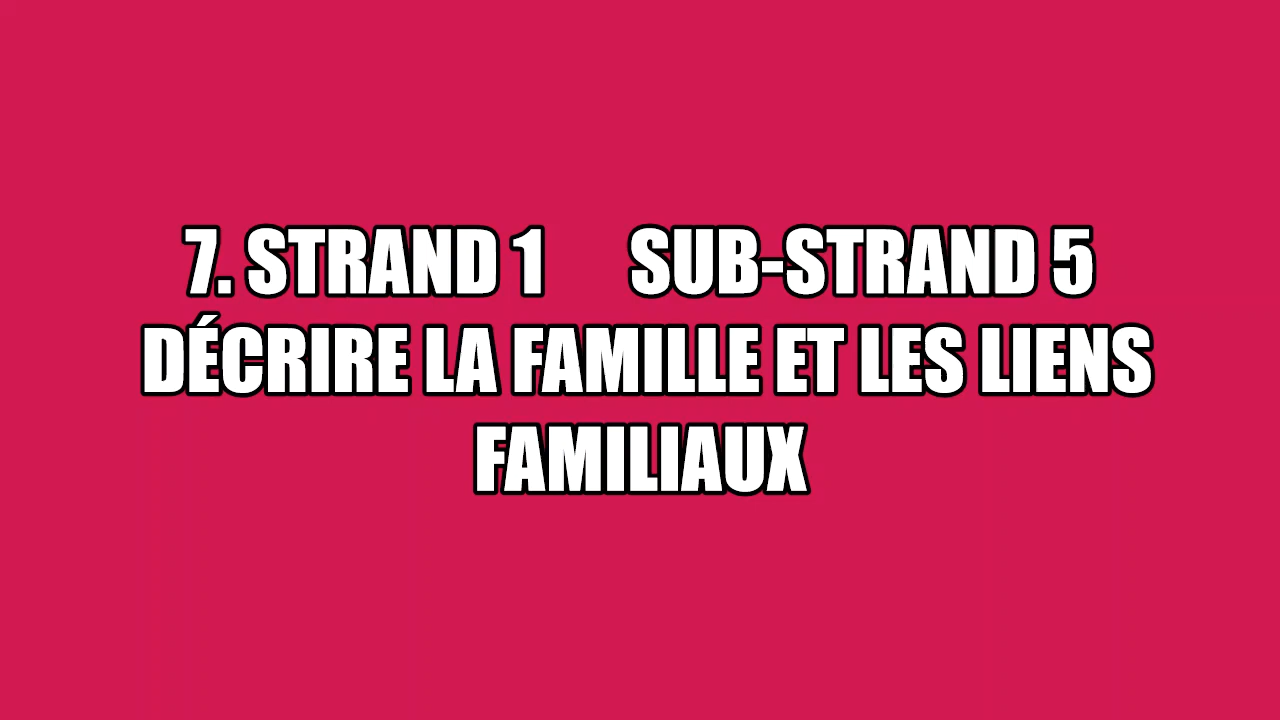 7. STRAND 1 SUB-STRAND 5
DÉCRIRE LA FAMILLE ET LES LIENS
FAMILIAUX